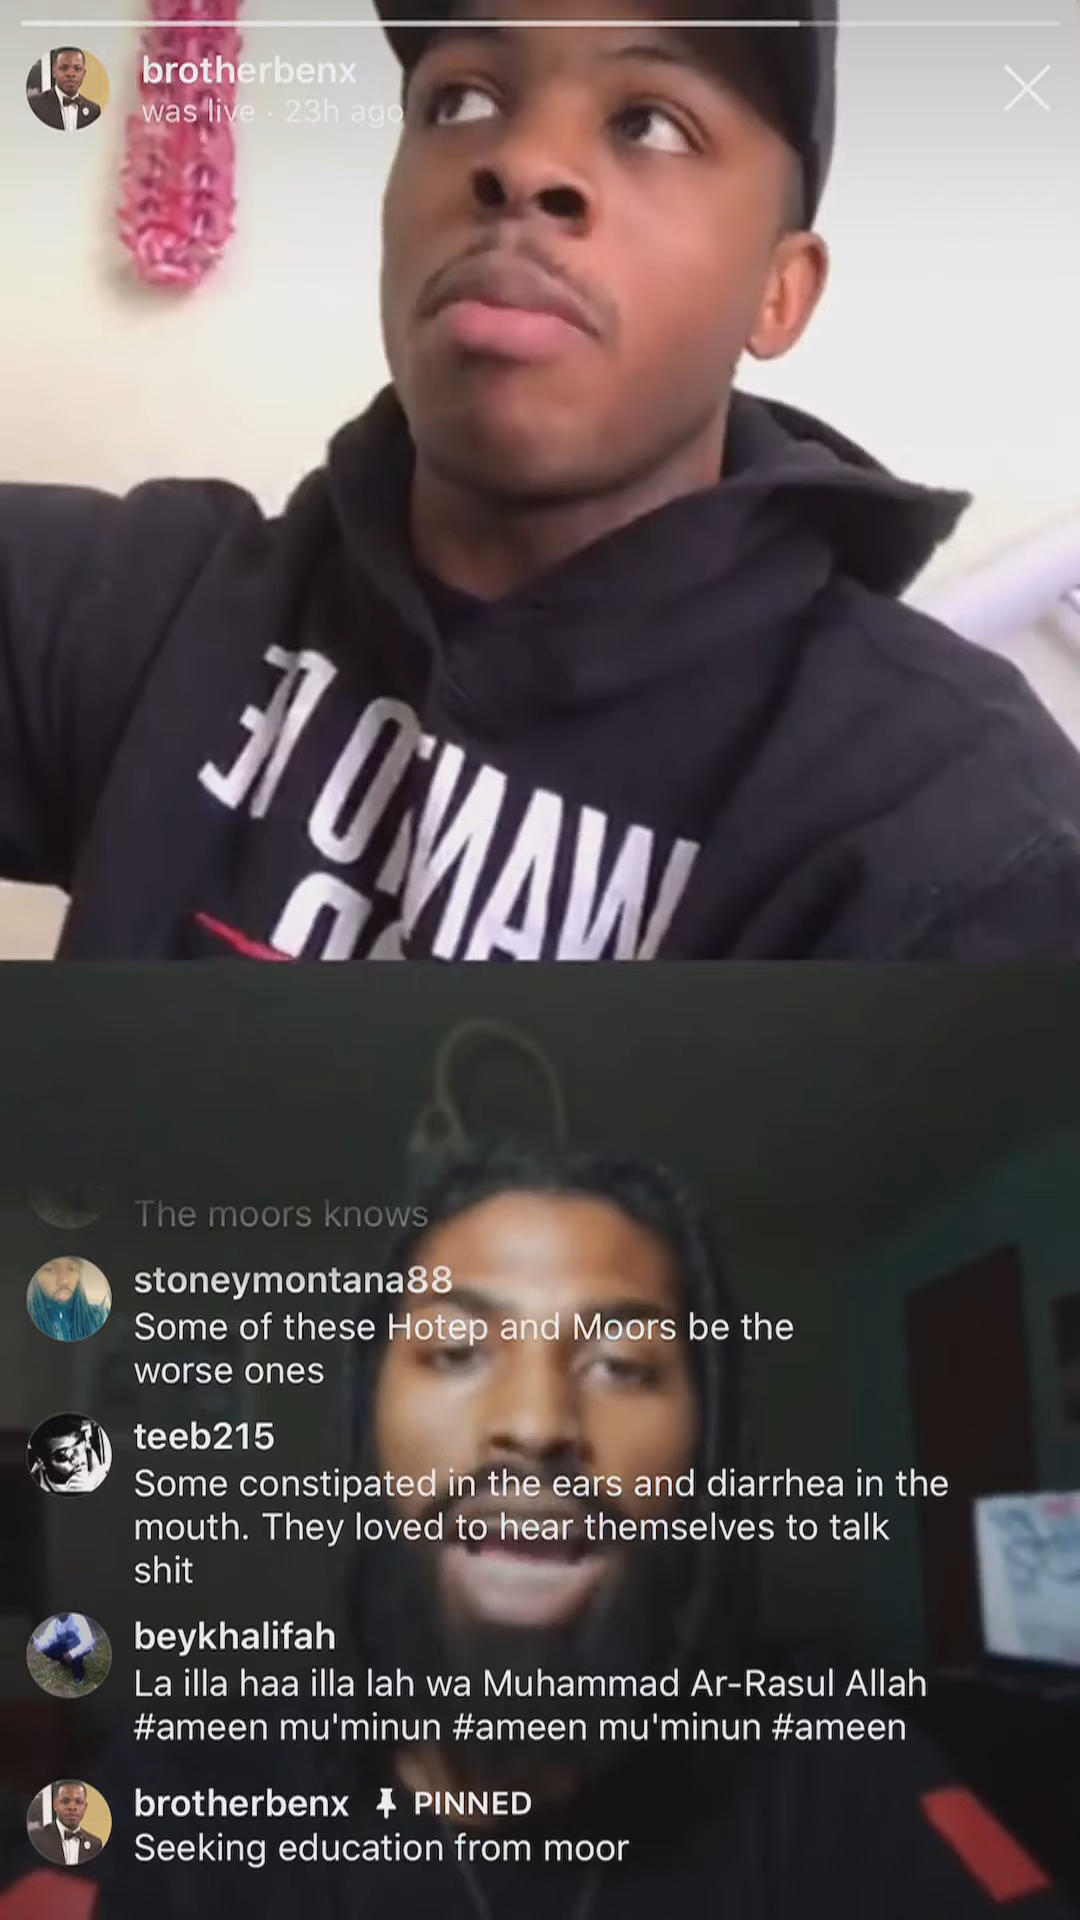 brotherbenx
was live · 23h ago
WANTO
The moors knows
stoneymontana88
Some of these Hotep and Moors be the
worse ones
teeb215
Some constipated in the ears and diarrhea in the
mouth. They loved to hear themselves to talk
shit
beykhalifah
La illa haa illa lah wa Muhammad Ar-Rasul Allah
#ameen mu'minun #ameen mu'minun #ameen
brotherbenx PINNED
Seeking education from moor